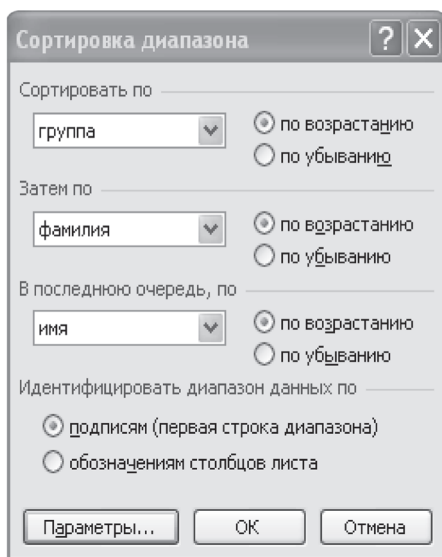 Сортировка диапазона
Сортировать по
группа
по возрастанию
по убыванию
Затем по
фамилия
по возрастанию
по убыванию
В последнюю очередь, по
имя
по возрастанию
по убыванию
Идентифицировать диапазон данных по
подписям (первая строка диапазона)
обозначениям столбцов листа
Параметры... ОК Отмена